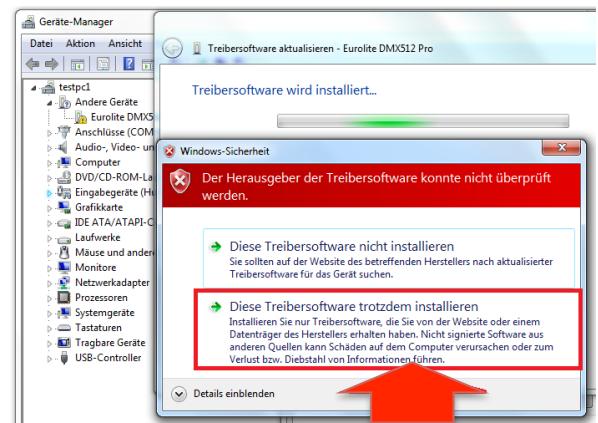 Geräte-Manager
Datei Aktion Ansicht
testpc1
Andere Geräte
Eurolite DMX5
Anschlüsse (COM
Audio-, Video- un
Computer
DVD/CD-ROM-La
Eingabegeräte (Hu
Grafikkarte
IDE ATA/ATAPI-C
Laufwerke
Mäuse und andere
Monitore
Netzwerkadapter
Prozessoren
Systemgeräte
Tastaturen
Tragbare Geräte
USB-Controller
Treibersoftware aktualisieren - Eurolite DMX512 Pro
Treibersoftware wird installiert...
Windows-Sicherheit
Der Herausgeber der Treibersoftware konnte nicht überprüft
werden.
Diese Treibersoftware nicht installieren
Sie sollten auf der Website des betreffenden Herstellers nach aktualisierter
Treibersoftware für das Gerät suchen.
Diese Treibersoftware trotzdem installieren
Installieren Sie nur Treibersoftware, die Sie von der Website oder einem
Datenträger des Herstellers erhalten haben. Nicht signierte Software aus
anderen Quellen kann Schäden auf dem Computer verursachen oder zum
Verlust bzw. Diebstahl von Informationen führen.
Details einblenden